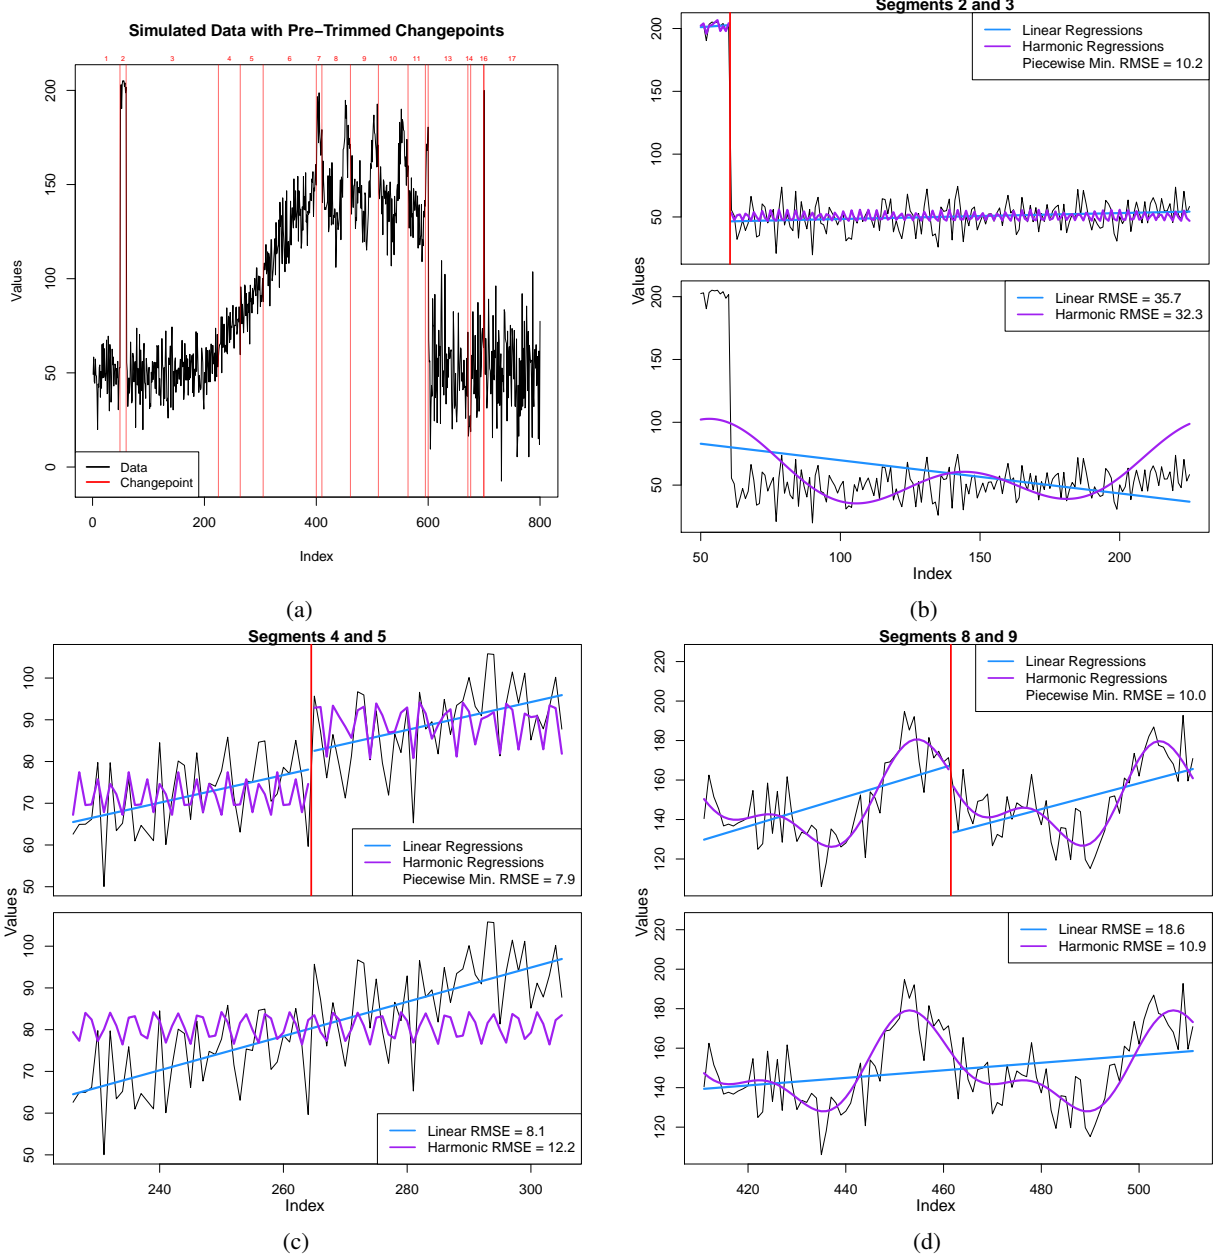 Simulated Data with Pre−Trimmed Changepoints
1 2 3 4 5 6 7 8 9 10 11 13 14 16 17
Values
200
150
100
50
0
Data
Changepoint
0 200 400 600 800
Index
(a)
Segments 2 and 3
200
150
100
50
Linear Regressions
Harmonic Regressions
Piecewise Min. RMSE = 10.2
Values
200
150
100
50
Linear RMSE = 35.7
Harmonic RMSE = 32.3
50 100 150 200
Index
(b)
Segments 4 and 5
100
90
80
70
60
50
Linear Regressions
Harmonic Regressions
Piecewise Min. RMSE = 7.9
Values
100
90
80
70
60
50
Linear RMSE = 8.1
Harmonic RMSE = 12.2
240 260 280 300
Index
(c)
Segments 8 and 9
220
200
180
160
140
120
Linear Regressions
Harmonic Regressions
Piecewise Min. RMSE = 10.0
Values
220
200
180
160
140
120
Linear RMSE = 18.6
Harmonic RMSE = 10.9
420 440 460 480 500
Index
(d)